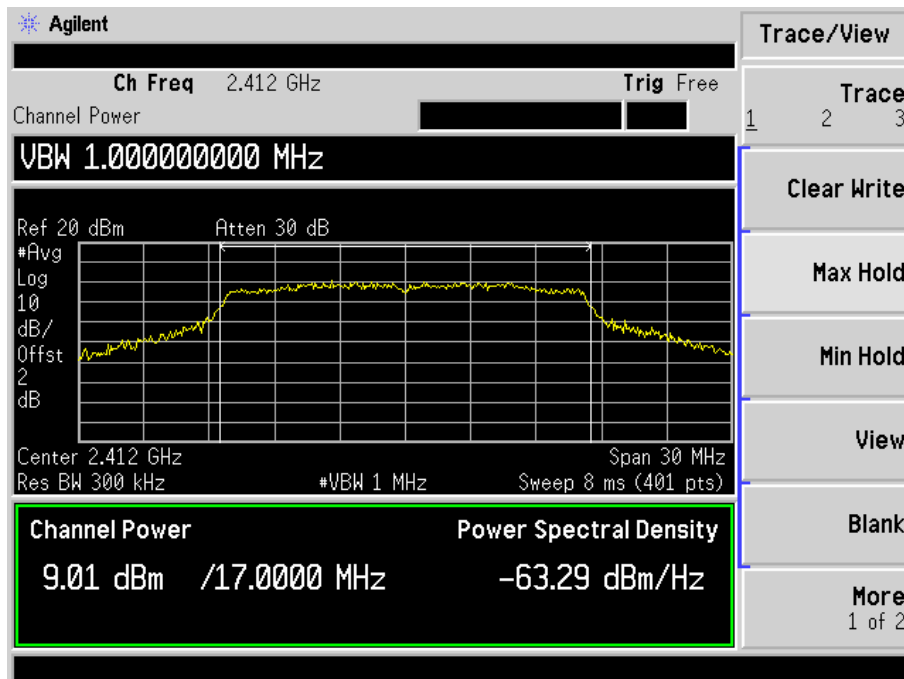 Agilent
Trace/View
Ch Freq 2.412 GHz Trig Free
Channel Power
Trace
1 2 3
VBW 1.000000000 MHz
Clear Write
Ref 20 dBm Atten 30 dB
#Avg
Log
10
dB/
Offst
2
dB
Max Hold
Min Hold
View
Center 2.412 GHz Span 30 MHz
Res BW 300 kHz #VBW 1 MHz Sweep 8 ms (401 pts)
Channel Power Power Spectral Density
9.01 dBm /17.0000 MHz -63.29 dBm/Hz
Blank
More
1 of 2